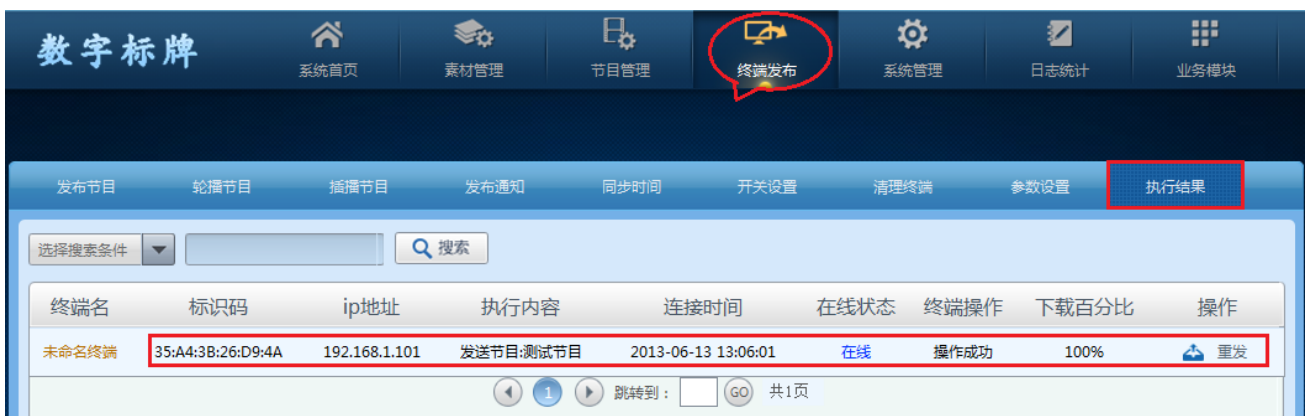 数字标牌
系统首页 素材管理 节目管理 终端发布 系统管理 日志统计 业务模块
发布节目 轮播节目 插播节目 发布通知 同步时间 开关设置 清理终端 参数设置 执行结果
选择搜索条件 搜索
终端名 标识码 ip地址 执行内容 连接时间 在线状态 终端操作 下载百分比 操作
未命名终端 35:A4:3B:26:D9:4A 192.168.1.101 发送节目:测试节目 2013-06-13 13:06:01 在线 操作成功 100% 重发
1 跳转到： GO 共1页